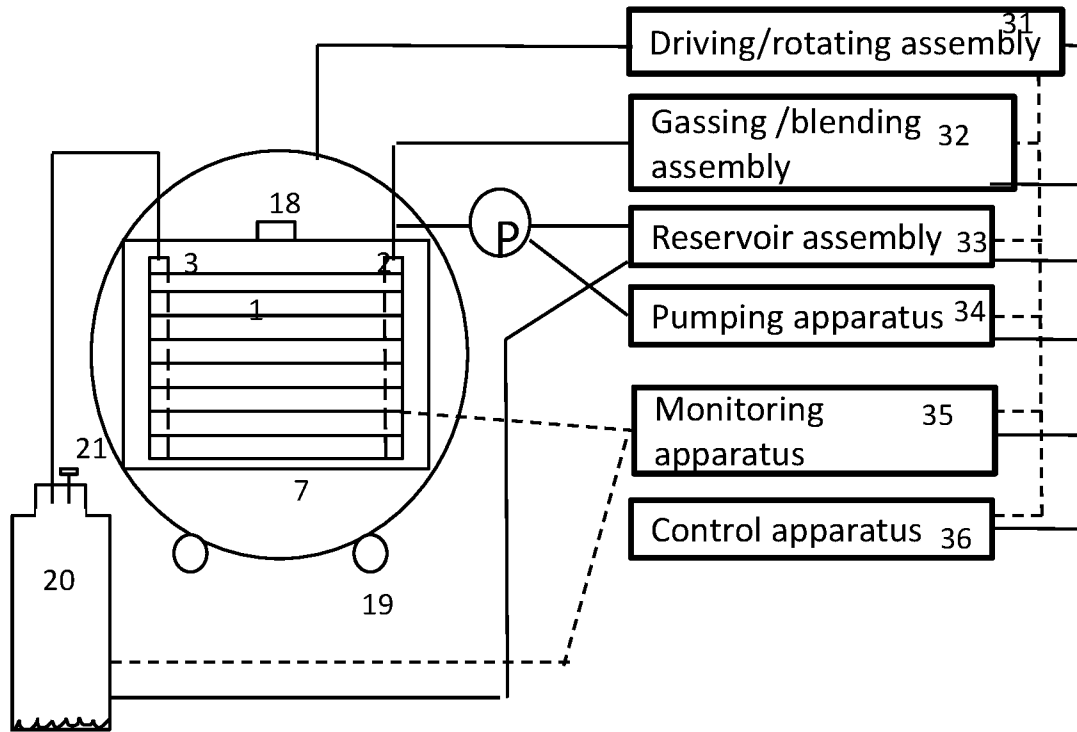 31
Driving/rotating assembly
Gassing /blending 32
assembly
18
P
Reservoir assembly 33
3 2
1
Pumping apparatus 34
Monitoring 35
apparatus
21
7
Control apparatus 36
20
19